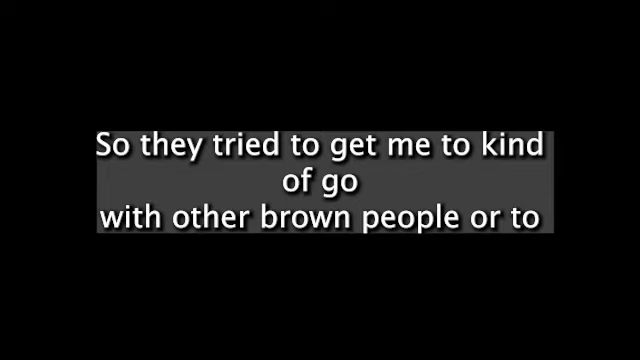 So they tried to get me to kind
of go
with other brown people or to